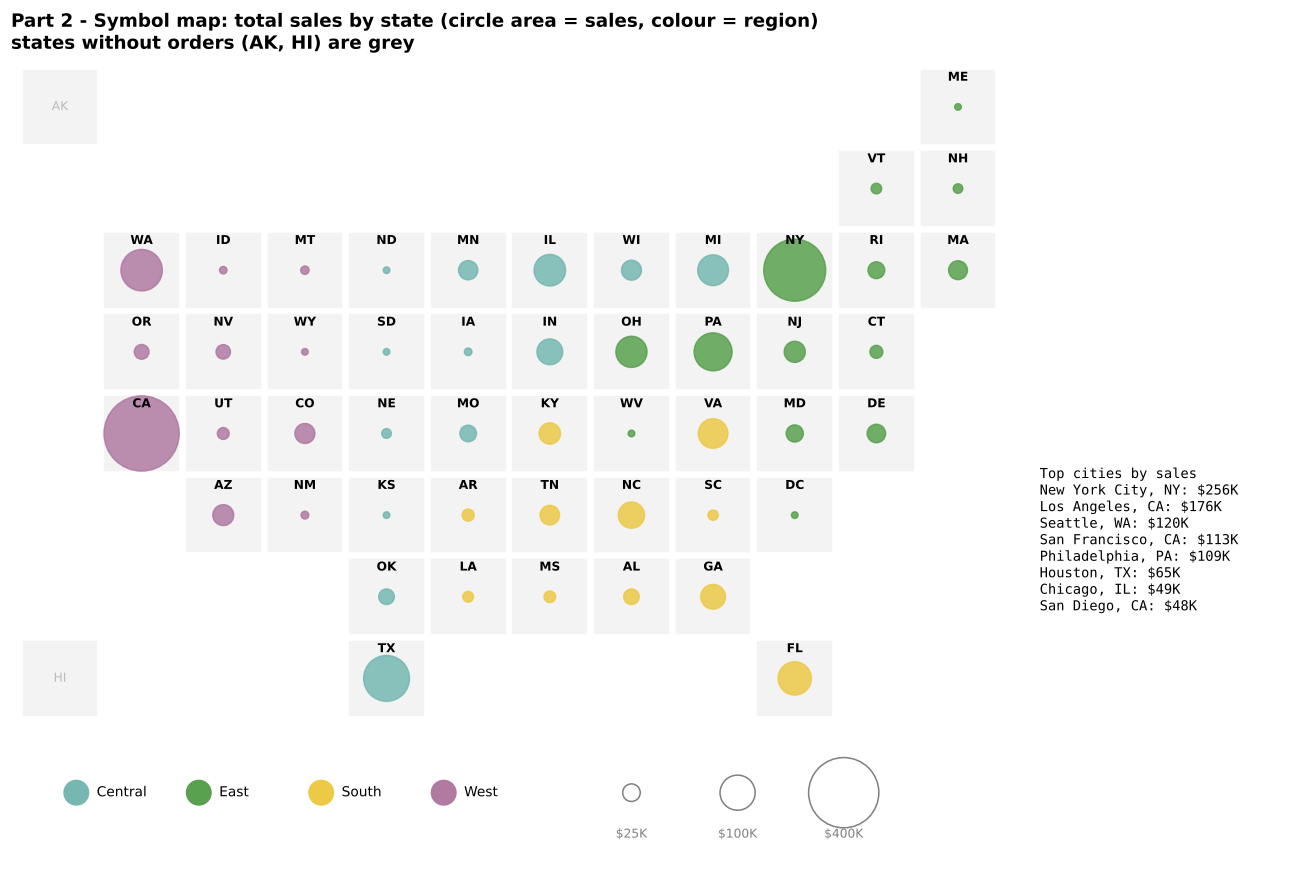 Part 2 - Symbol map: total sales by state (circle area = sales, colour = region)
states without orders (AK, HI) are grey
AK
ME
VT
NH
WA
ID
MT
ND
MN
IL
WI
MI
NY
RI
MA
OR
NV
WY
SD
IA
IN
OH
PA
NJ
CT
CA
UT
CO
NE
MO
KY
WV
VA
MD
DE
AZ
NM
KS
AR
TN
NC
SC
DC
OK
LA
MS
AL
GA
HI
TX
FL
Top cities by sales
New York City, NY: $256K
Los Angeles, CA: $176K
Seattle, WA: $120K
San Francisco, CA: $113K
Philadelphia, PA: $109K
Houston, TX: $65K
Chicago, IL: $49K
San Diego, CA: $48K
Central
East
South
West
$25K
$100K
$400K